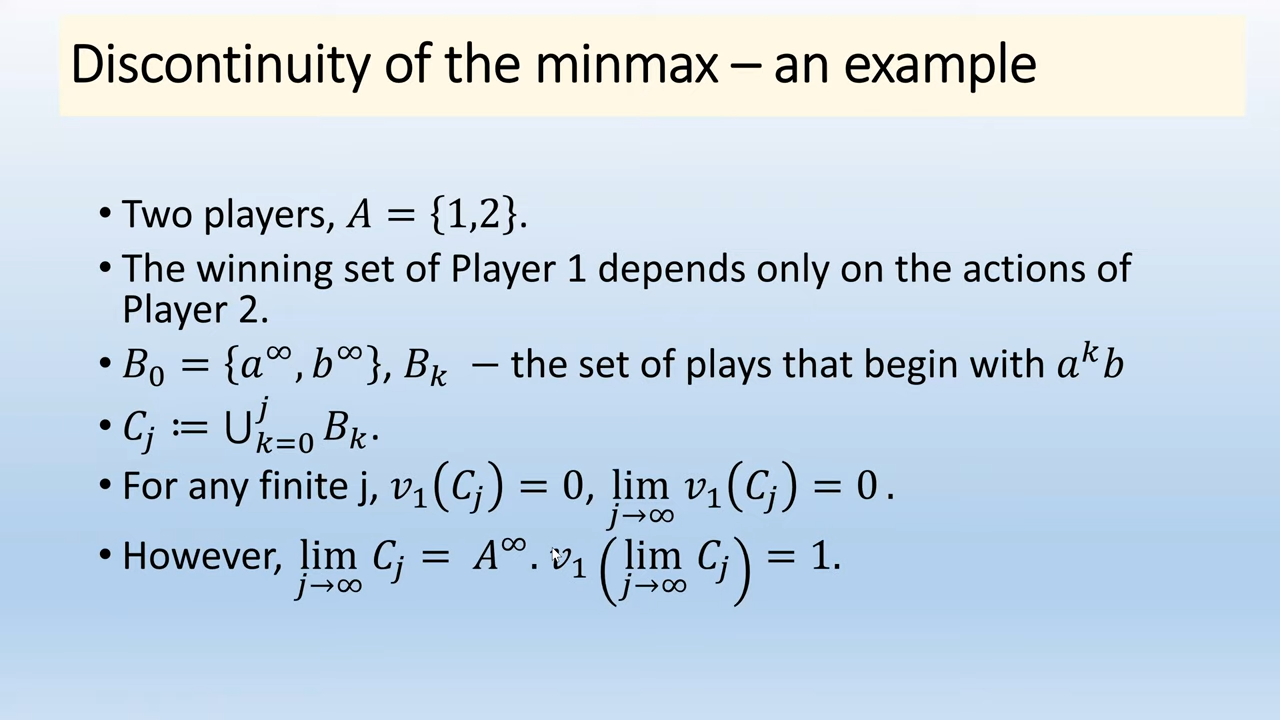 Discontinuity of the minmax – an example
• Two players, A = {1,2}.
• The winning set of Player 1 depends only on the actions of
Player 2.
• B₀ = {a^∞, b^∞}, B_k − the set of plays that begin with a^k b
• C_j ≔ ⋃_{k=0}^{j} B_k.
• For any finite j, v₁(C_j) = 0, lim_{j→∞} v₁(C_j) = 0 .
• However, lim_{j→∞} C_j = A^∞. v₁(lim_{j→∞} C_j) = 1.